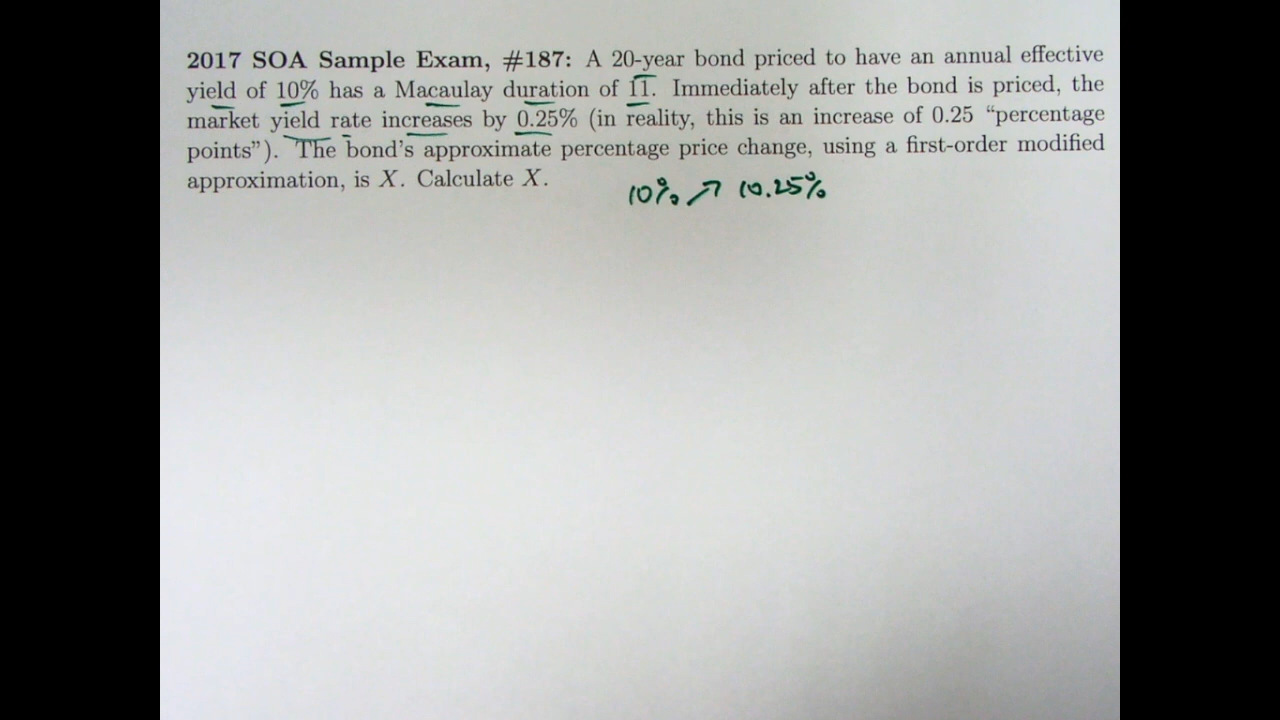 2017 SOA Sample Exam, #187: A 20-year bond priced to have an annual effective
yield of 10% has a Macaulay duration of 11. Immediately after the bond is priced, the
market yield rate increases by 0.25% (in reality, this is an increase of 0.25 “percentage
points”). The bond’s approximate percentage price change, using a first-order modified
approximation, is X. Calculate X.
10% ↗ 10.25%